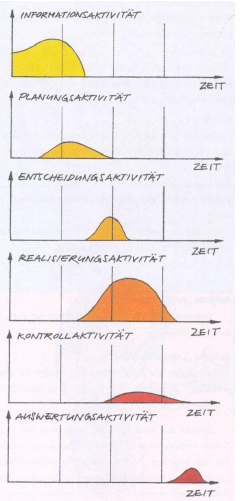 INFORMATIONSAKTIVITÄT
ZEIT
PLANUNGSAKTIVITÄT
ZEIT
ENTSCHEIDUNGSAKTIVITÄT
ZEIT
REALISIERUNGSAKTIVITÄT
ZEIT
KONTROLLAKTIVITÄT
ZEIT
AUSWERTUNGSAKTIVITÄT
ZEIT